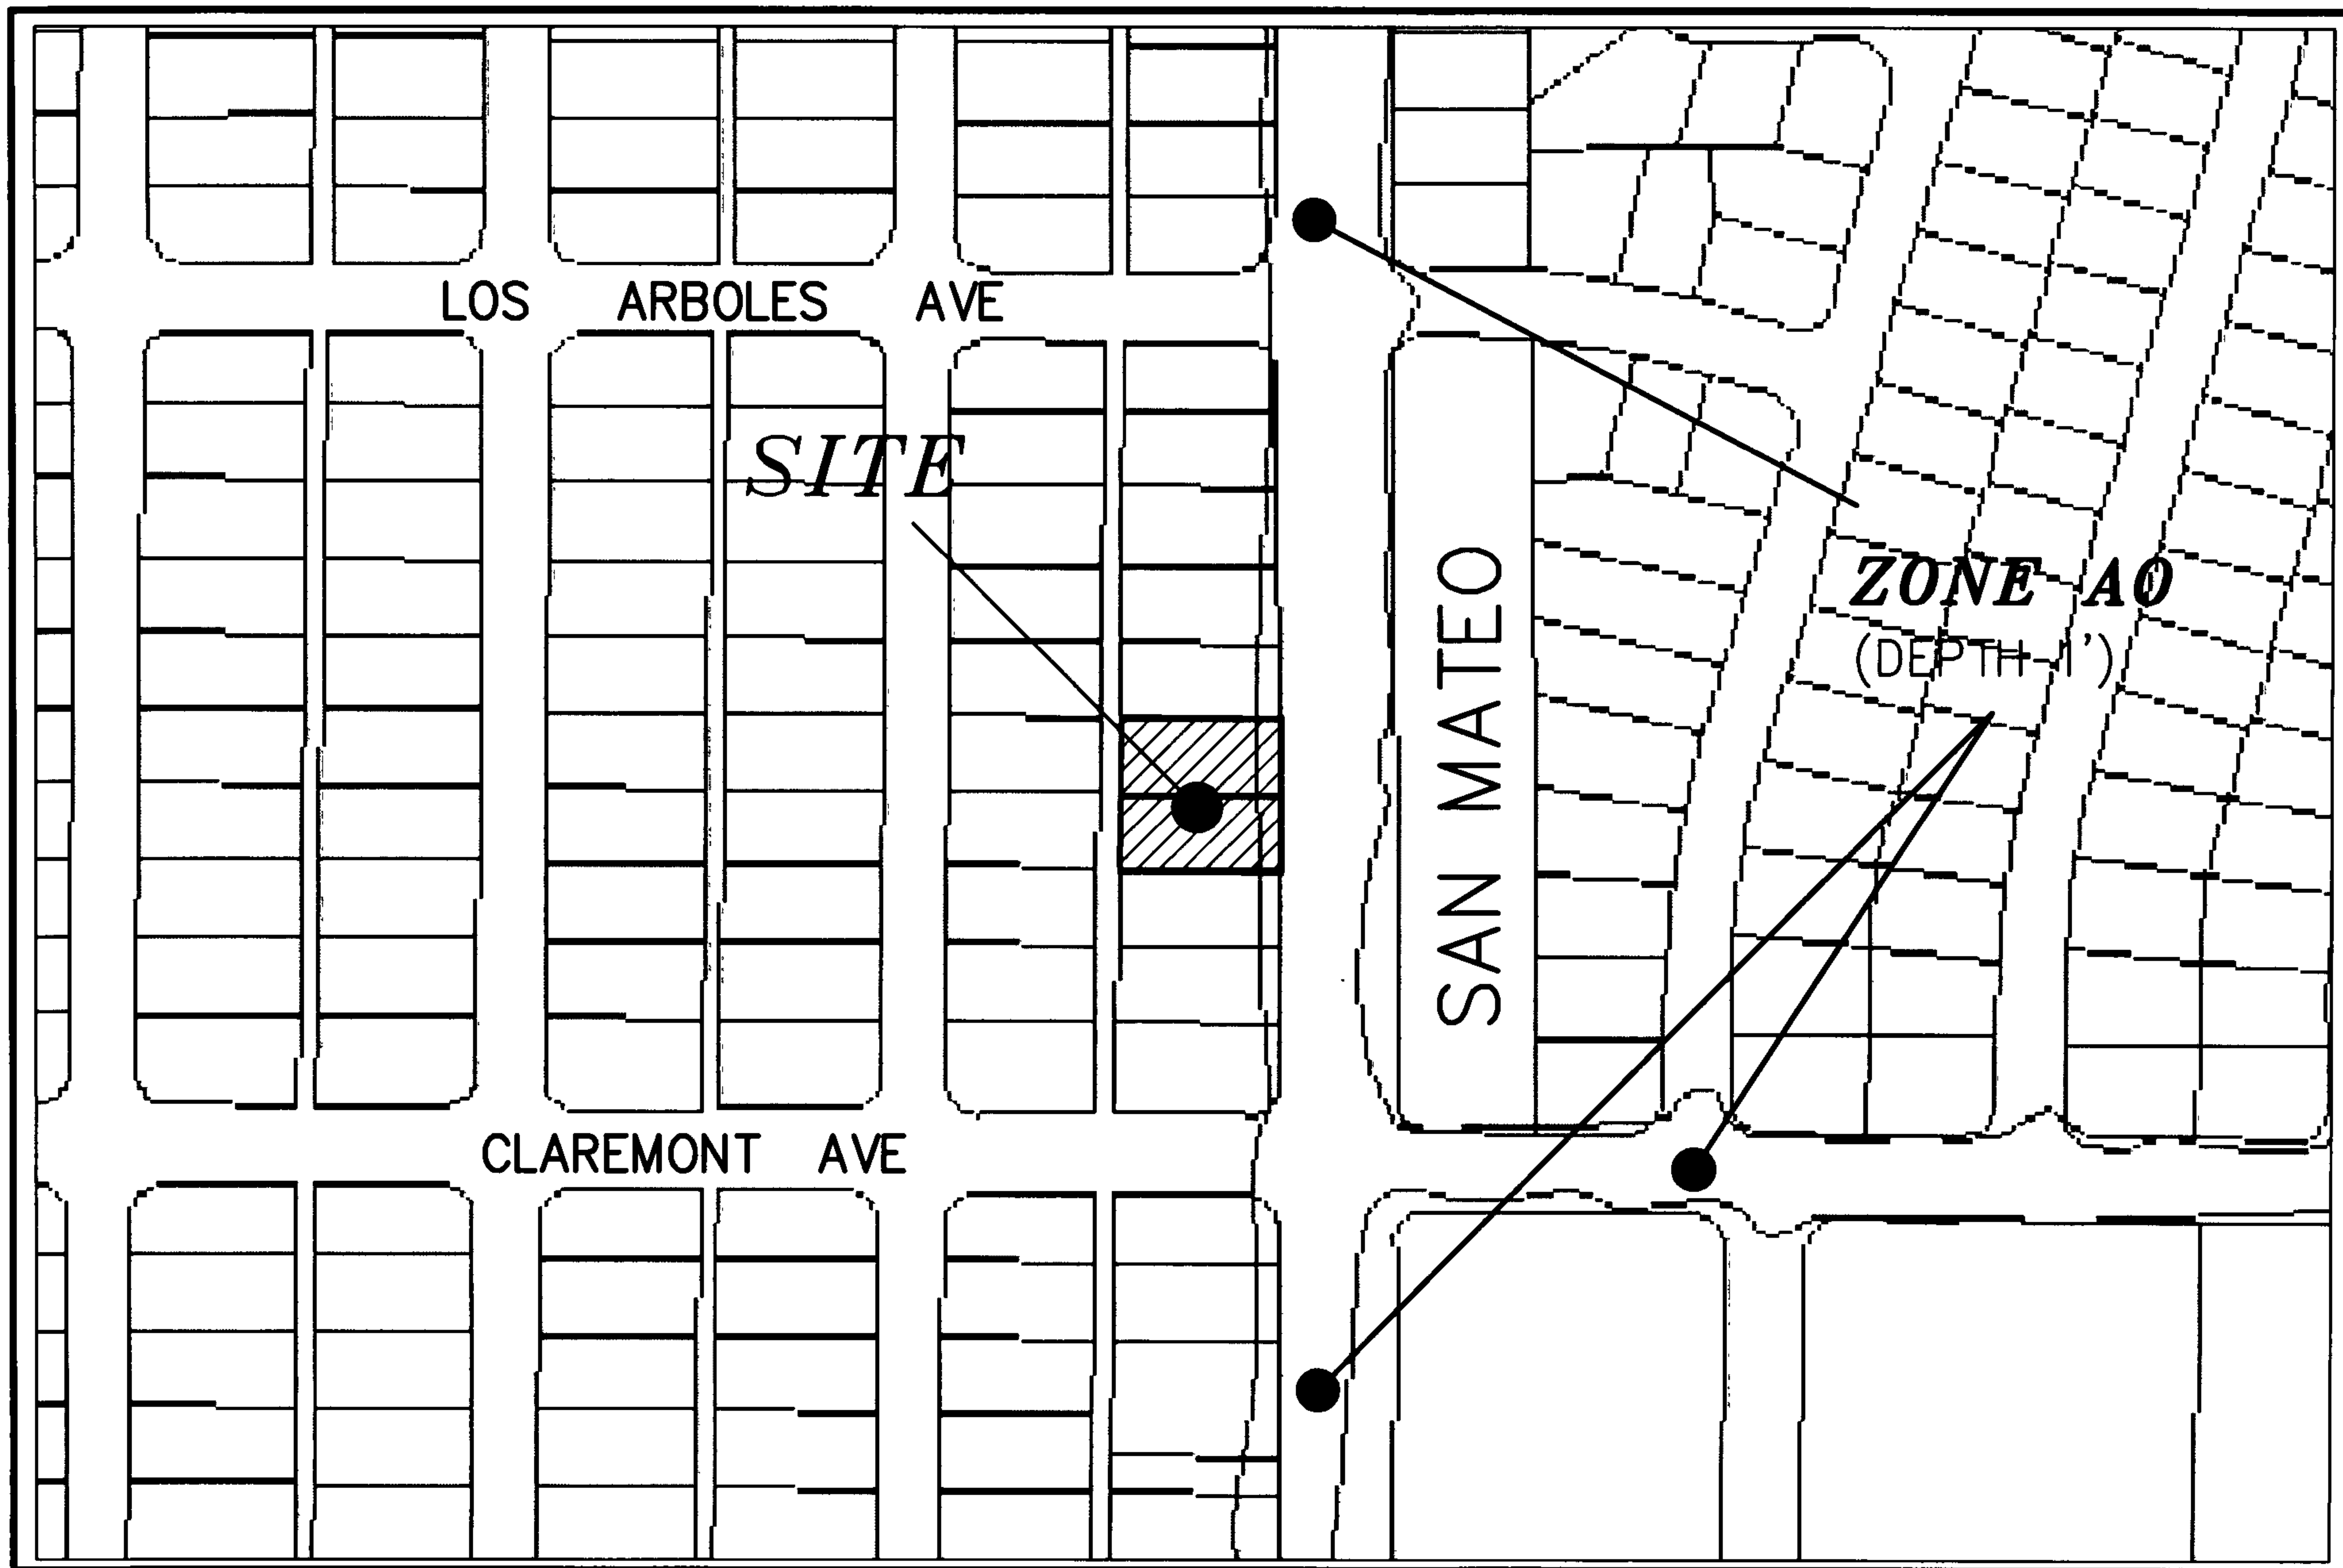 LOS ARBOLES AVE
SITE
SAN MATEO
ZONE AO
(DEPTH 1')
CLAREMONT AVE